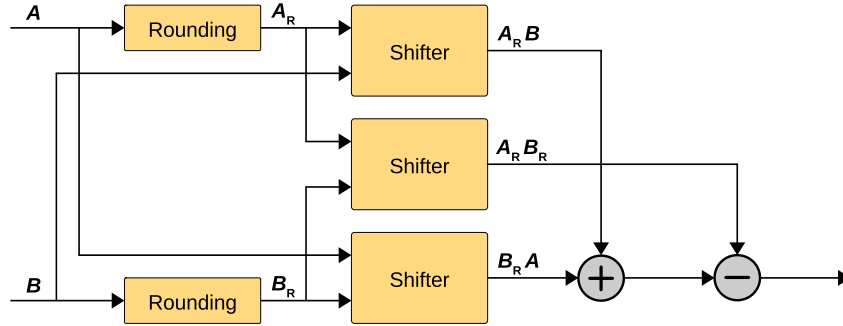 A
Rounding
A_R
Shifter
A_R B
Shifter
A_R B_R
B
Rounding
B_R
Shifter
B_R A
+
−